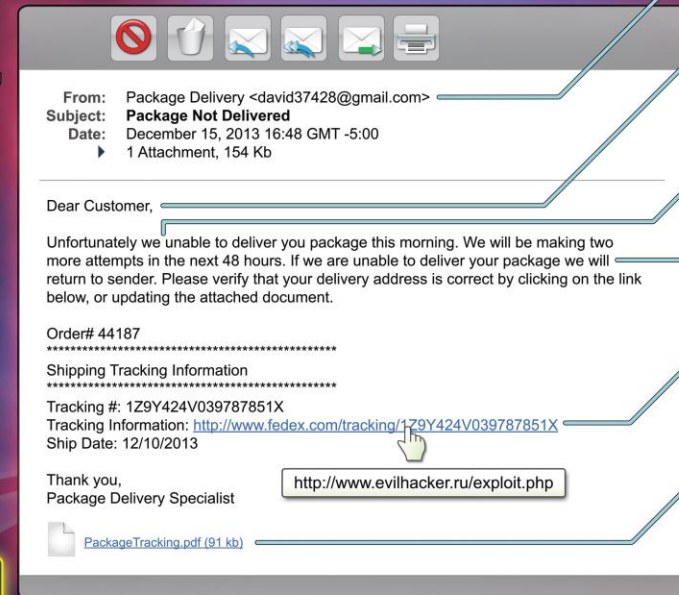 From: Package Delivery <david37428@gmail.com>
Subject: Package Not Delivered
Date: December 15, 2013 16:48 GMT -5:00
1 Attachment, 154 Kb
Dear Customer,
Unfortunately we unable to deliver you package this morning. We will be making two
more attempts in the next 48 hours. If we are unable to deliver your package we will
return to sender. Please verify that your delivery address is correct by clicking on the link
below, or updating the attached document.
Order# 44187
**************************************************
Shipping Tracking Information
**************************************************
Tracking #: 1Z9Y424V039787851X
Tracking Information: http://www.fedex.com/tracking/1Z9Y424V039787851X
Ship Date: 12/10/2013
http://www.evilhacker.ru/exploit.php
Thank you,
Package Delivery Specialist
PackageTracking.pdf (91 kb)